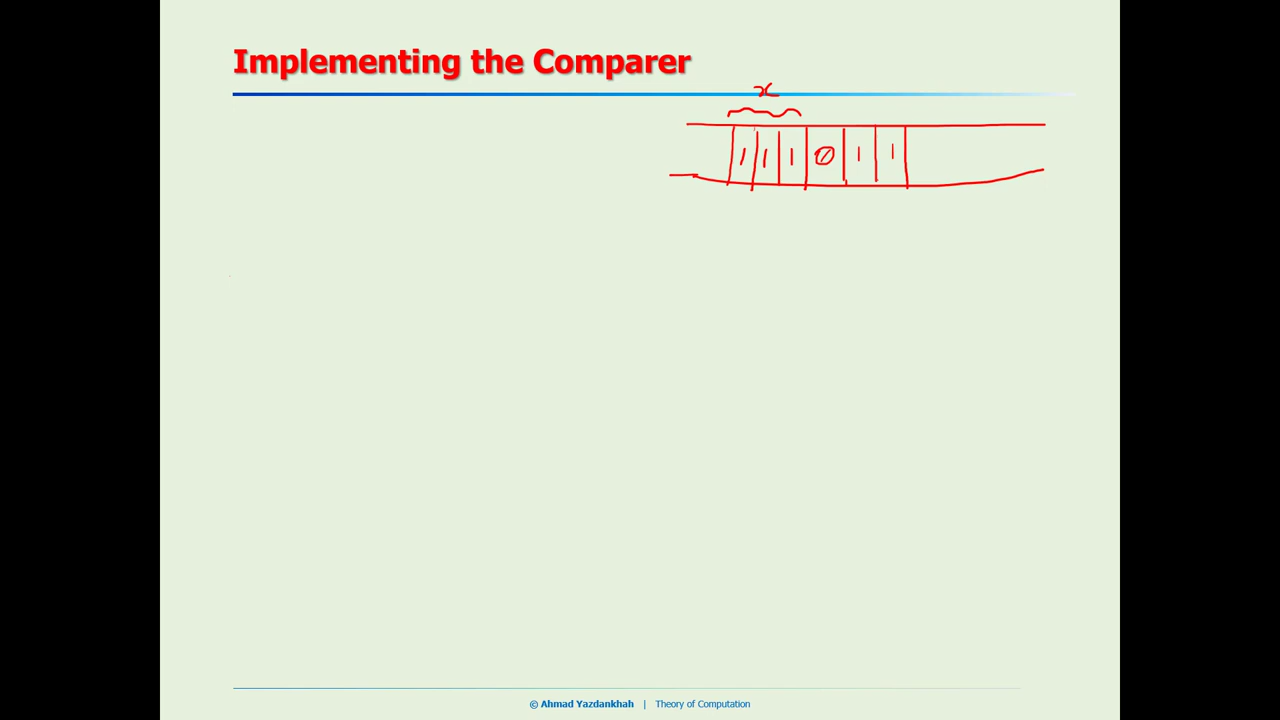 Implementing the Comparer
x
1 1 1 0 1 1
© Ahmad Yazdankhah | Theory of Computation